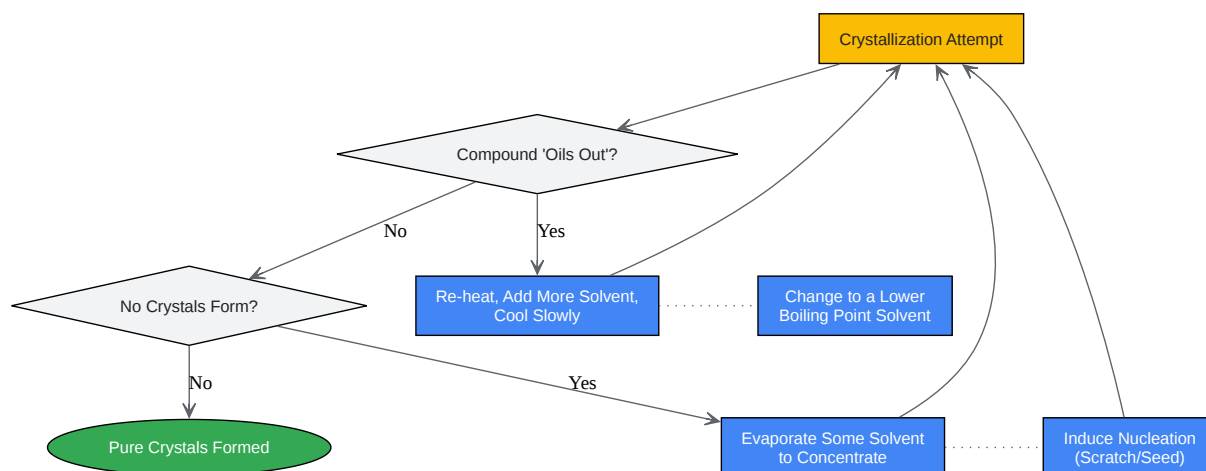 Crystallization Attempt
Compound 'Oils Out'?
No
Yes
No Crystals Form?
Re-heat, Add More Solvent,
Cool Slowly
Change to a Lower
Boiling Point Solvent
No
Yes
Pure Crystals Formed
Evaporate Some Solvent
to Concentrate
Induce Nucleation
(Scratch/Seed)